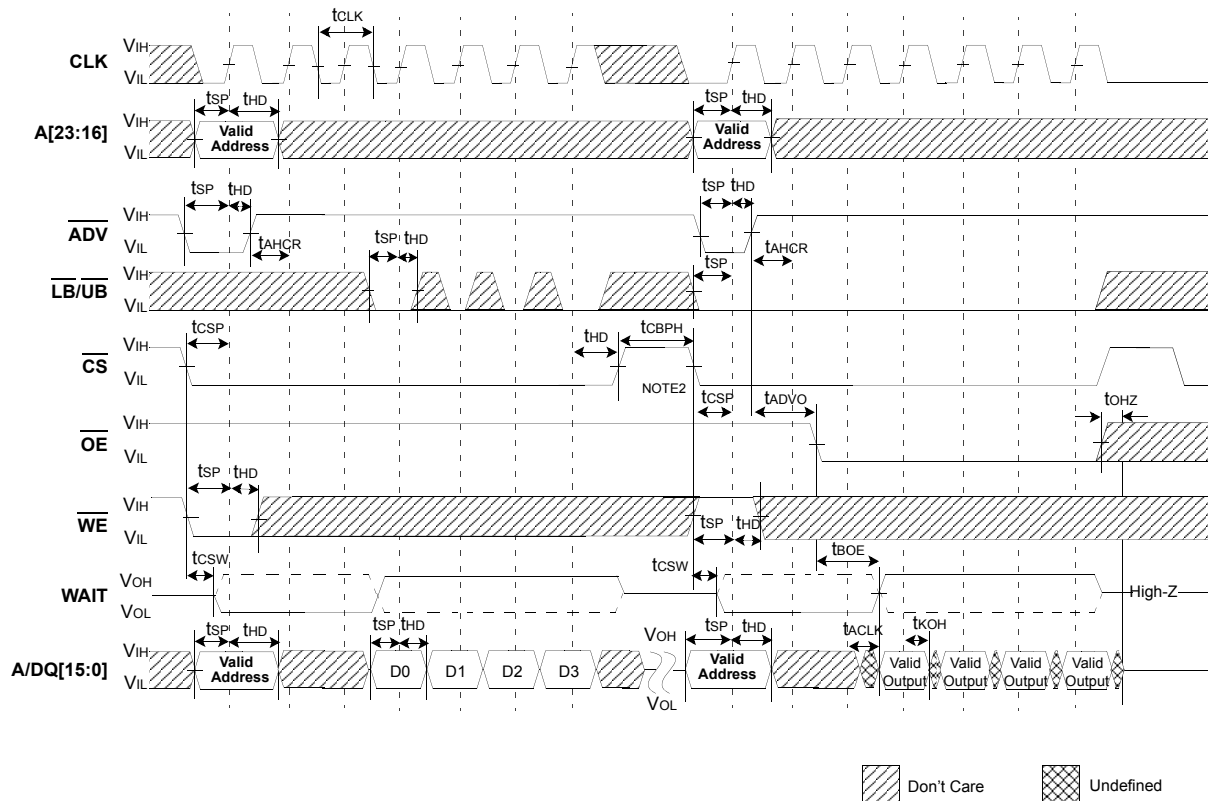 tCLK
VIH
CLK
VIL
tSP tHD tSP tHD
VIH
A[23:16] Valid Address Valid Address
VIL
tSP tHD tSP tHD
VIH
ADV
VIL
tAHCR tSP tHD tAHCR
tSP
VIH
LB/UB
VIL
tCSP tHD tCBPH
VIH
CS
VIL
NOTE2
tCSP tADVO tOHZ
VIH
OE
VIL
tSP tHD
VIH
WE
VIL
tSP tHD
tCSW tCSW tBOE
VOH
WAIT High-Z
VOL
tSP tHD tSP tHD VOH tSP tHD tACLK tKOH
VIH
A/DQ[15:0] Valid Address D0 D1 D2 D3 Valid Address Valid Output Valid Output Valid Output Valid Output
VIL
VOL
Don't Care Undefined